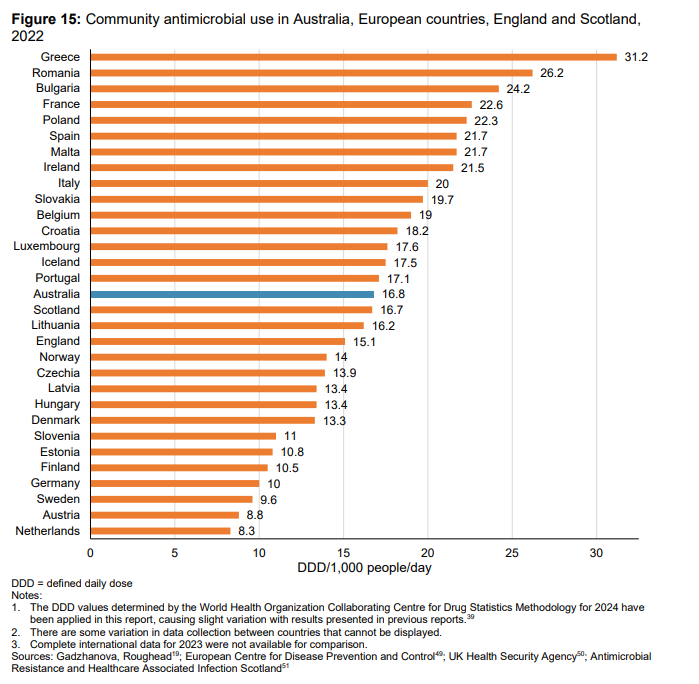 Figure 15: Community antimicrobial use in Australia, European countries, England and Scotland,
2022
Greece 31.2
Romania 26.2
Bulgaria 24.2
France 22.6
Poland 22.3
Spain 21.7
Malta 21.7
Ireland 21.5
Italy 20
Slovakia 19.7
Belgium 19
Croatia 18.2
Luxembourg 17.6
Iceland 17.5
Portugal 17.1
Australia 16.8
Scotland 16.7
Lithuania 16.2
England 15.1
Norway 14
Czechia 13.9
Latvia 13.4
Hungary 13.4
Denmark 13.3
Slovenia 11
Estonia 10.8
Finland 10.5
Germany 10
Sweden 9.6
Austria 8.8
Netherlands 8.3
0 5 10 15 20 25 30
DDD/1,000 people/day
DDD = defined daily dose
Notes:
1. The DDD values determined by the World Health Organization Collaborating Centre for Drug Statistics Methodology for 2024 have
been applied in this report, causing slight variation with results presented in previous reports.³⁹
2. There are some variation in data collection between countries that cannot be displayed.
3. Complete international data for 2023 were not available for comparison.
Sources: Gadzhanova, Roughead¹⁹; European Centre for Disease Prevention and Control⁴⁹; UK Health Security Agency⁵⁰; Antimicrobial
Resistance and Healthcare Associated Infection Scotland⁵¹